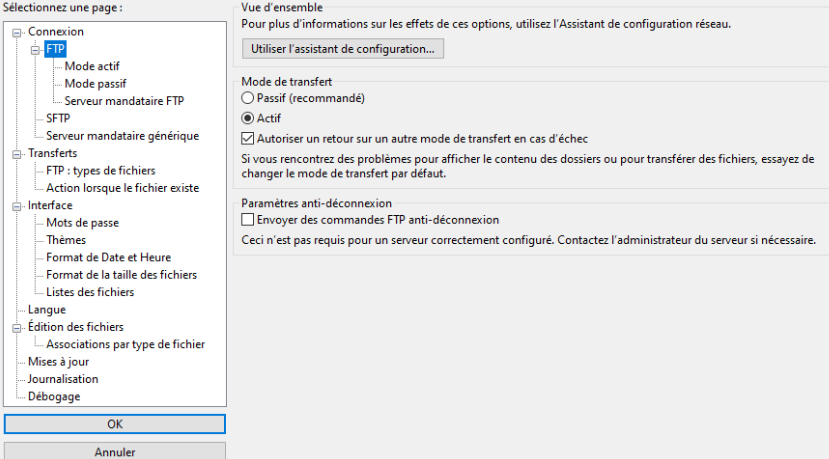 Sélectionnez une page :
Connexion
FTP
Mode actif
Mode passif
Serveur mandataire FTP
SFTP
Serveur mandataire générique
Transferts
FTP : types de fichiers
Action lorsque le fichier existe
Interface
Mots de passe
Thèmes
Format de Date et Heure
Format de la taille des fichiers
Listes des fichiers
Langue
Édition des fichiers
Associations par type de fichier
Mises à jour
Journalisation
Débogage
OK
Annuler
Vue d'ensemble
Pour plus d'informations sur les effets de ces options, utilisez l'Assistant de configuration réseau.
Utiliser l'assistant de configuration...
Mode de transfert
Passif (recommandé)
Actif
Autoriser un retour sur un autre mode de transfert en cas d'échec
Si vous rencontrez des problèmes pour afficher le contenu des dossiers ou pour transférer des fichiers, essayez de
changer le mode de transfert par défaut.
Paramètres anti-déconnexion
Envoyer des commandes FTP anti-déconnexion
Ceci n'est pas requis pour un serveur correctement configuré. Contactez l'administrateur du serveur si nécessaire.